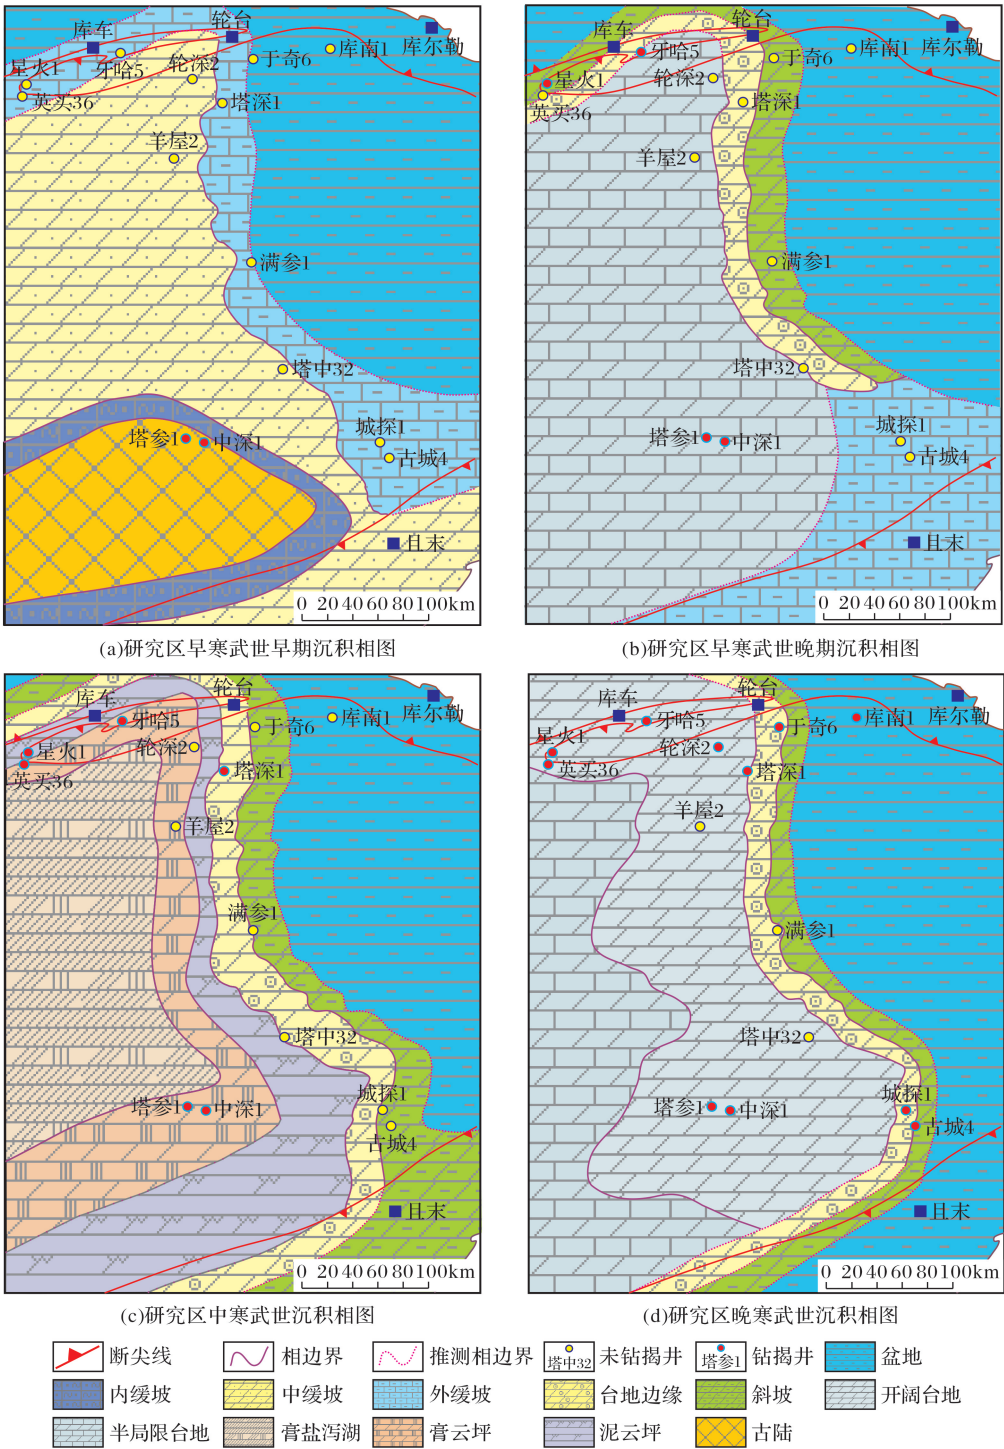 库车
轮台
库尔勒
牙哈5
轮深2
于奇6
库南1
星火1
英买36
塔深1
羊屋2
满参1
塔中32
城探1
古城4
塔参1
中深1
且末
0 20 40 60 80 100km
(a)研究区早寒武世早期沉积相图
库车
轮台
库尔勒
牙哈5
轮深2
于奇6
库南1
星火1
英买36
塔深1
羊屋2
满参1
塔中32
城探1
古城4
塔参1
中深1
且末
0 20 40 60 80 100km
(b)研究区早寒武世晚期沉积相图
库车
轮台
库尔勒
牙哈5
轮深2
于奇6
库南1
星火1
英买36
塔深1
羊屋2
满参1
塔中32
城探1
古城4
塔参1
中深1
且末
0 20 40 60 80 100km
(c)研究区中寒武世沉积相图
库车
轮台
库尔勒
牙哈5
轮深2
于奇6
库南1
星火1
英买36
塔深1
羊屋2
满参1
塔中32
城探1
古城4
塔参1
中深1
且末
0 20 40 60 80 100km
(d)研究区晚寒武世沉积相图
断尖线 相边界 推测相边界 塔中32 未钻揭井 塔参1 钻揭井 盆地
内缓坡 中缓坡 外缓坡 台地边缘 斜坡 开阔台地
半局限台地 膏盐泻湖 膏云坪 泥云坪 古陆